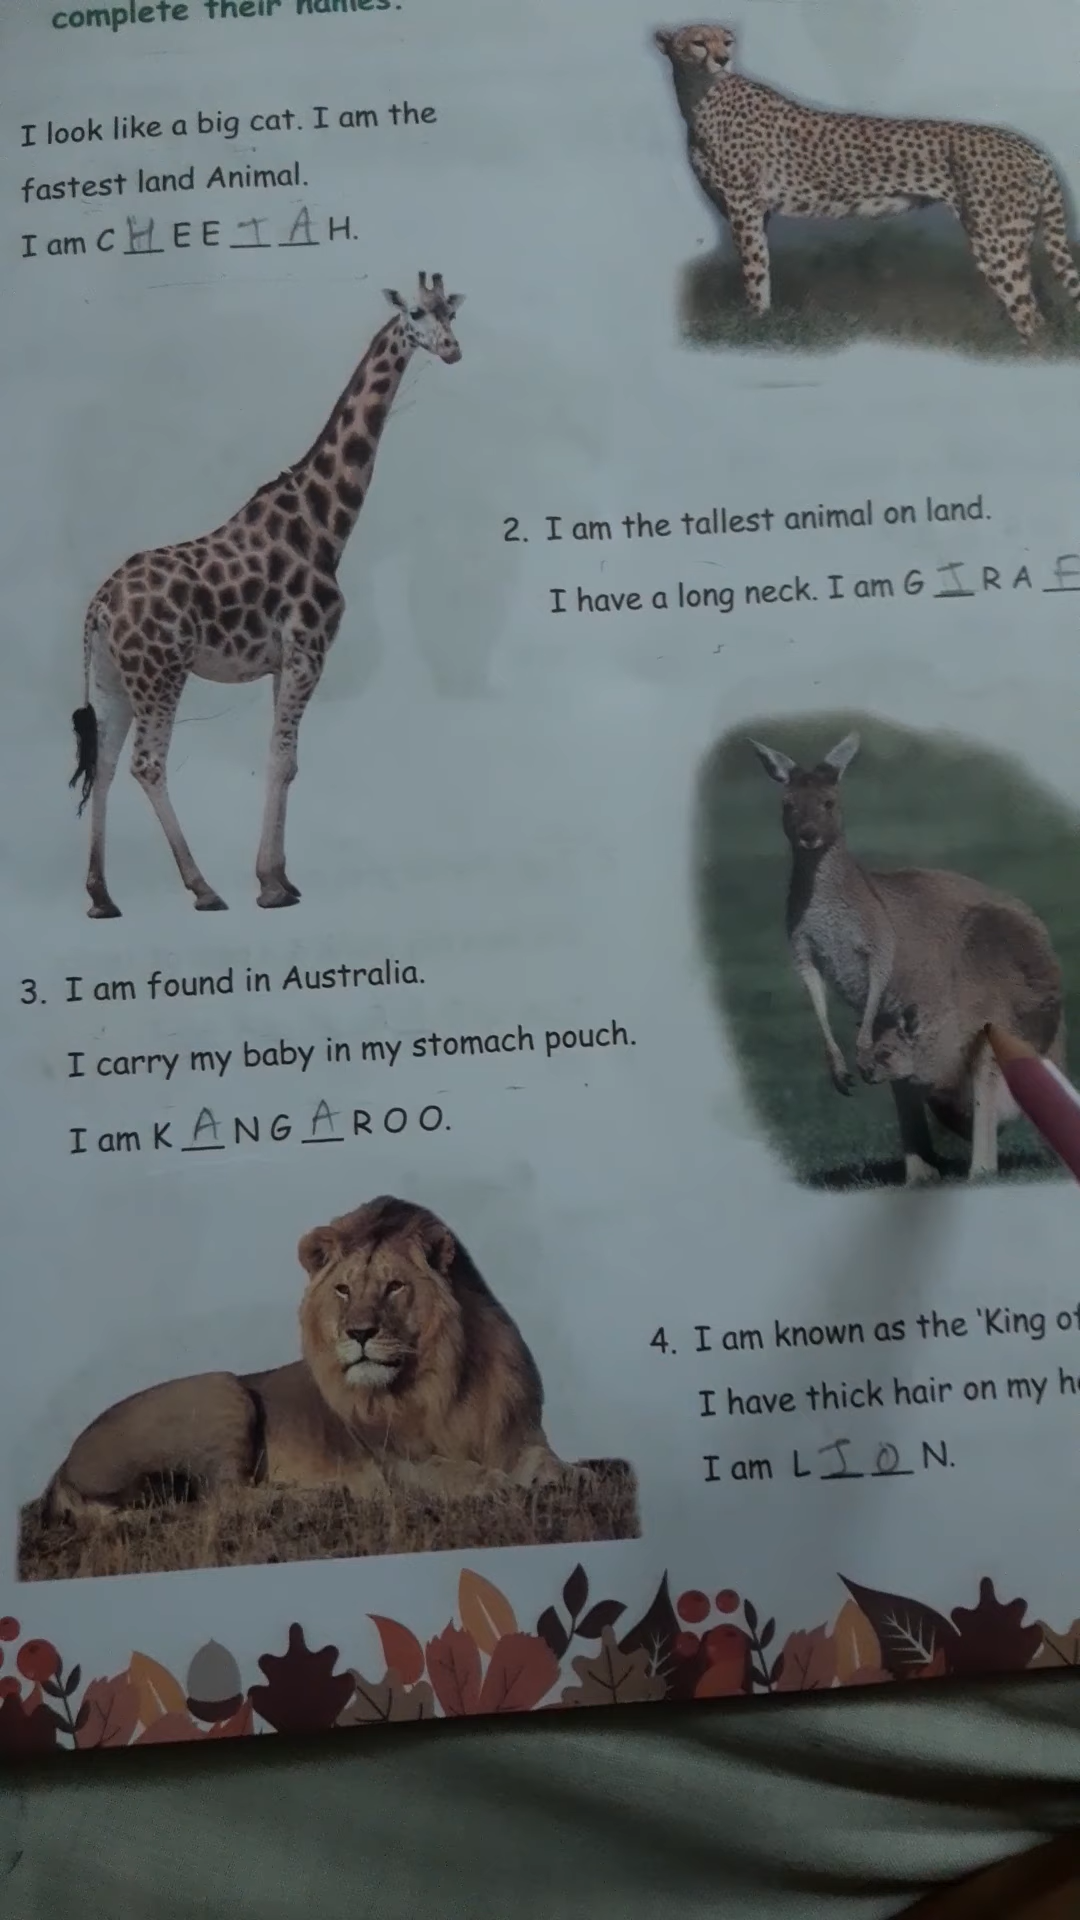 complete their names.
I look like a big cat. I am the
fastest land Animal.
I am C H E E T A H.
2. I am the tallest animal on land.
I have a long neck. I am G I R A F
3. I am found in Australia.
I carry my baby in my stomach pouch.
I am K A N G A R O O.
4. I am known as the 'King of
I have thick hair on my
I am L I O N.